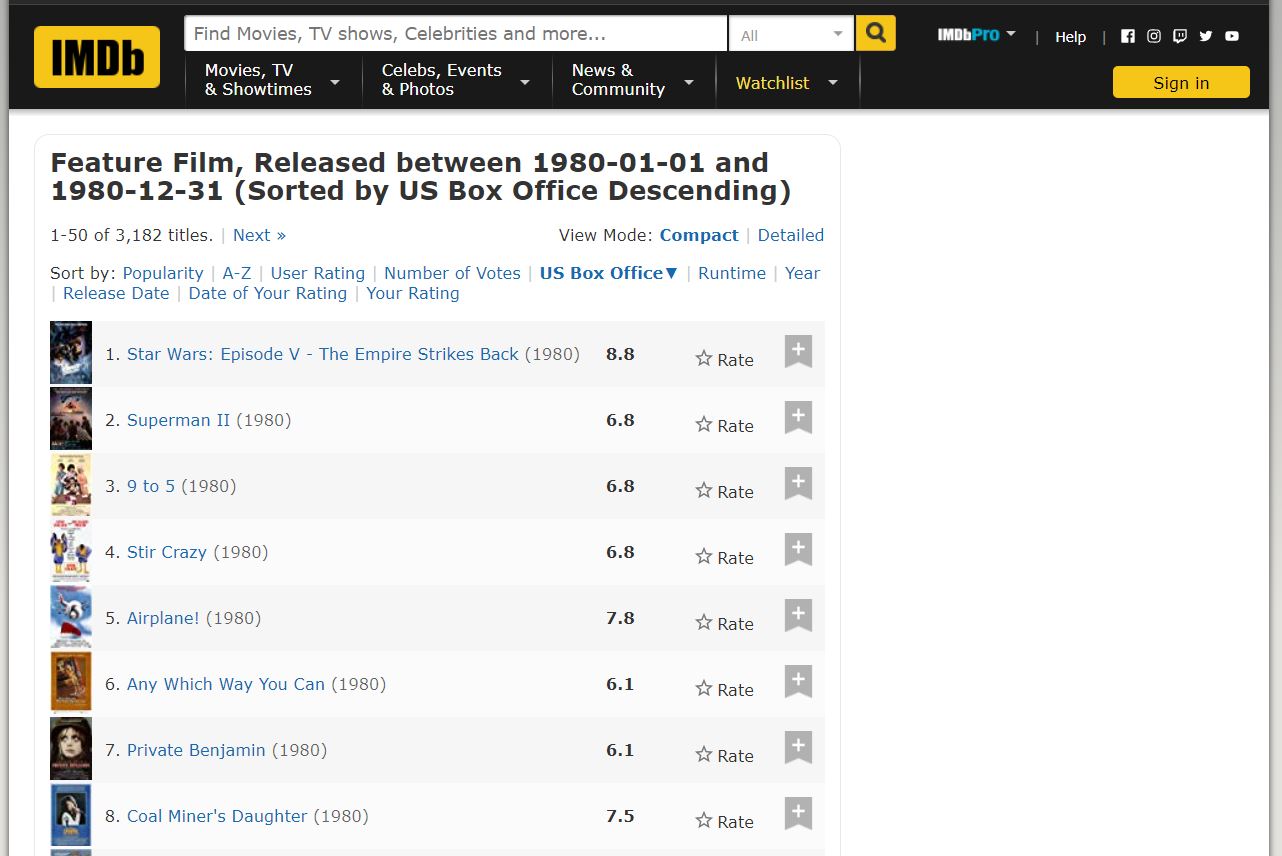 IMDb
Find Movies, TV shows, Celebrities and more...
All
IMDbPro | Help |
Movies, TV
& Showtimes
Celebs, Events
& Photos
News &
Community
Watchlist
Sign in
Feature Film, Released between 1980-01-01 and
1980-12-31 (Sorted by US Box Office Descending)
1-50 of 3,182 titles. | Next »
View Mode: Compact | Detailed
Sort by: Popularity | A-Z | User Rating | Number of Votes | US Box Office▼ | Runtime | Year
| Release Date | Date of Your Rating | Your Rating
1. Star Wars: Episode V - The Empire Strikes Back (1980) 8.8 Rate
2. Superman II (1980) 6.8 Rate
3. 9 to 5 (1980) 6.8 Rate
4. Stir Crazy (1980) 6.8 Rate
5. Airplane! (1980) 7.8 Rate
6. Any Which Way You Can (1980) 6.1 Rate
7. Private Benjamin (1980) 6.1 Rate
8. Coal Miner's Daughter (1980) 7.5 Rate